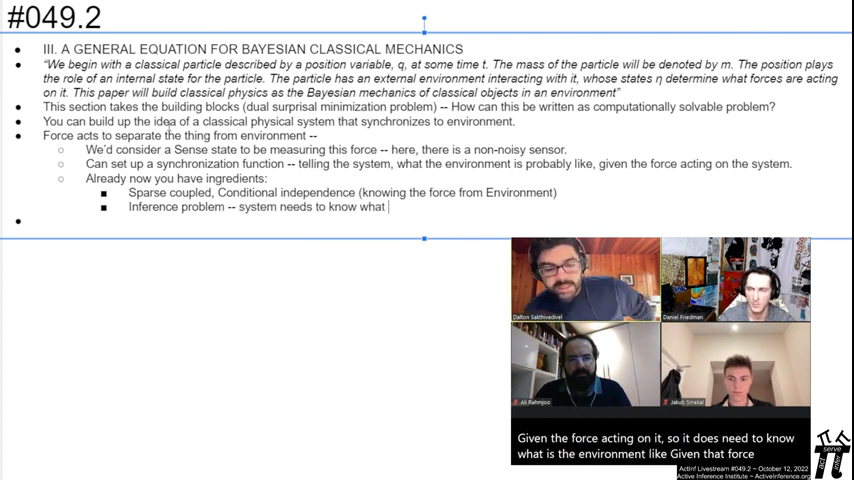 #049.2
III. A GENERAL EQUATION FOR BAYESIAN CLASSICAL MECHANICS
“We begin with a classical particle described by a position variable, q, at some time t. The mass of the particle will be denoted by m. The position plays
the role of an internal state for the particle. The particle has an external environment interacting with it, whose states η determine what forces are acting
on it. This paper will build classical physics as the Bayesian mechanics of classical objects in an environment”
This section takes the building blocks (dual surprisal minimization problem) -- How can this be written as computationally solvable problem?
You can build up the idea of a classical physical system that synchronizes to environment.
Force acts to separate the thing from environment --
We’d consider a Sense state to be measuring this force -- here, there is a non-noisy sensor.
Can set up a synchronization function -- telling the system, what the environment is probably like, given the force acting on the system.
Already now you have ingredients:
Sparse coupled, Conditional independence (knowing the force from Environment)
Inference problem -- system needs to know what
Dalton Sakthivadivel
Daniel Friedman
Ali Rahmjoo
Jakub Smekal
Given the force acting on it, so it does need to know
what is the environment like Given that force
ActInf Livestream #049.2 ~ October 12, 2022
Active Inference Institute ~ ActiveInference.org
act
serve
infer